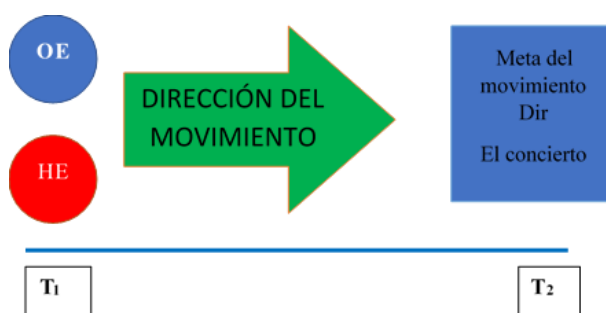 OE
HE
DIRECCIÓN DEL
MOVIMIENTO
Meta del
movimiento
Dir
El concierto
T1
T2